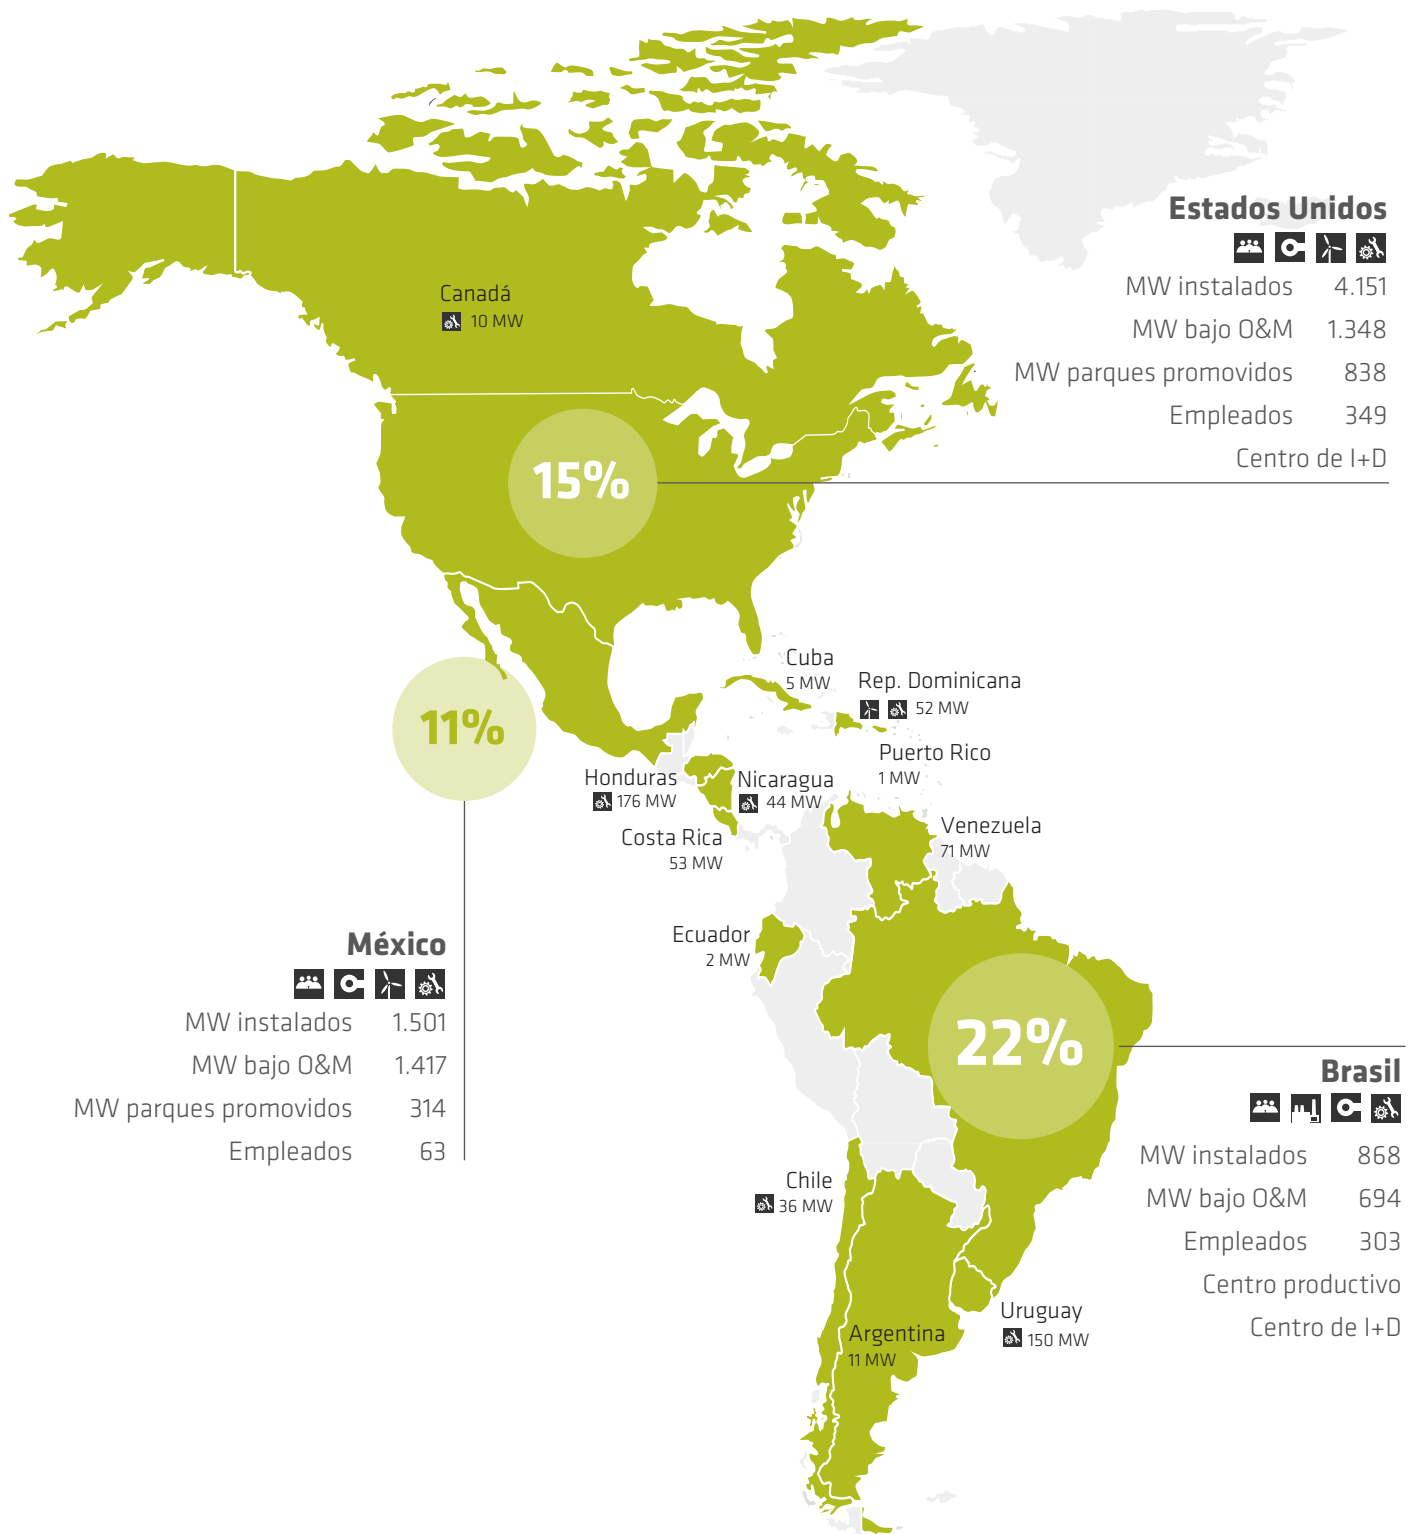 Estados Unidos
MW instalados 4.151
MW bajo O&M 1.348
MW parques promovidos 838
Empleados 349
Centro de I+D
Canadá
10 MW
15%
11%
Cuba
5 MW
Rep. Dominicana
52 MW
Puerto Rico
1 MW
Honduras
176 MW
Nicaragua
44 MW
Costa Rica
53 MW
Venezuela
71 MW
Ecuador
2 MW
México
MW instalados 1.501
MW bajo O&M 1.417
MW parques promovidos 314
Empleados 63
22%
Brasil
MW instalados 868
MW bajo O&M 694
Empleados 303
Centro productivo
Centro de I+D
Chile
36 MW
Uruguay
150 MW
Argentina
11 MW